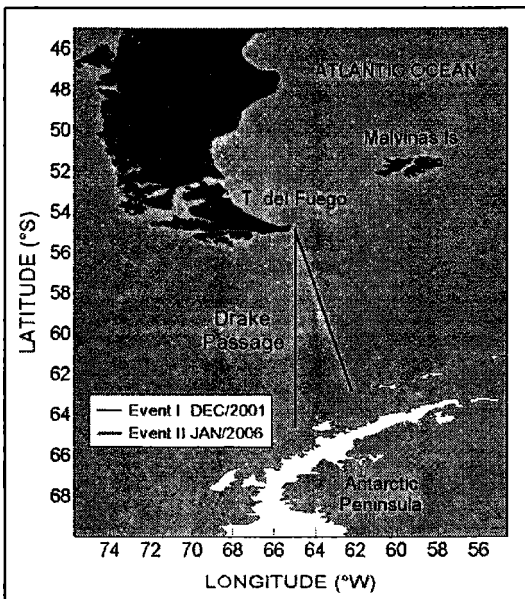 46
48
50
52
54
55
58
60
62
64
66
68
LATITUDE (°S)
ATLANTIC OCEAN
Malvinas Is
T. del Fuego
Drake
Passage
Event I DEC/2001
Event II JAN/2006
Antarctic
Peninsula
74 72 70 68 66 64 62 60 58 56
LONGITUDE (°W)